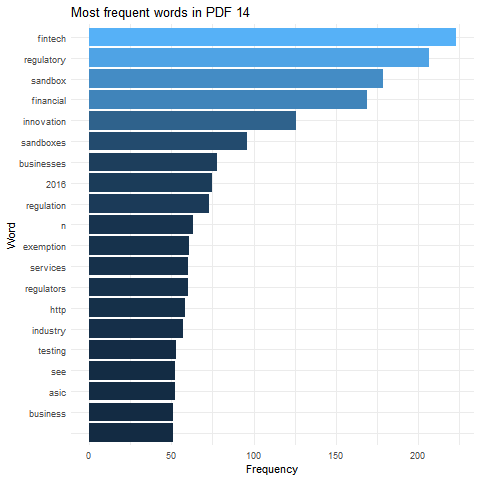 Most frequent words in PDF 14
fintech
regulatory
sandbox
financial
innovation
sandboxes
businesses
2016
regulation
n
exemption
services
regulators
http
industry
testing
see
asic
business
Word
0 50 100 150 200
Frequency